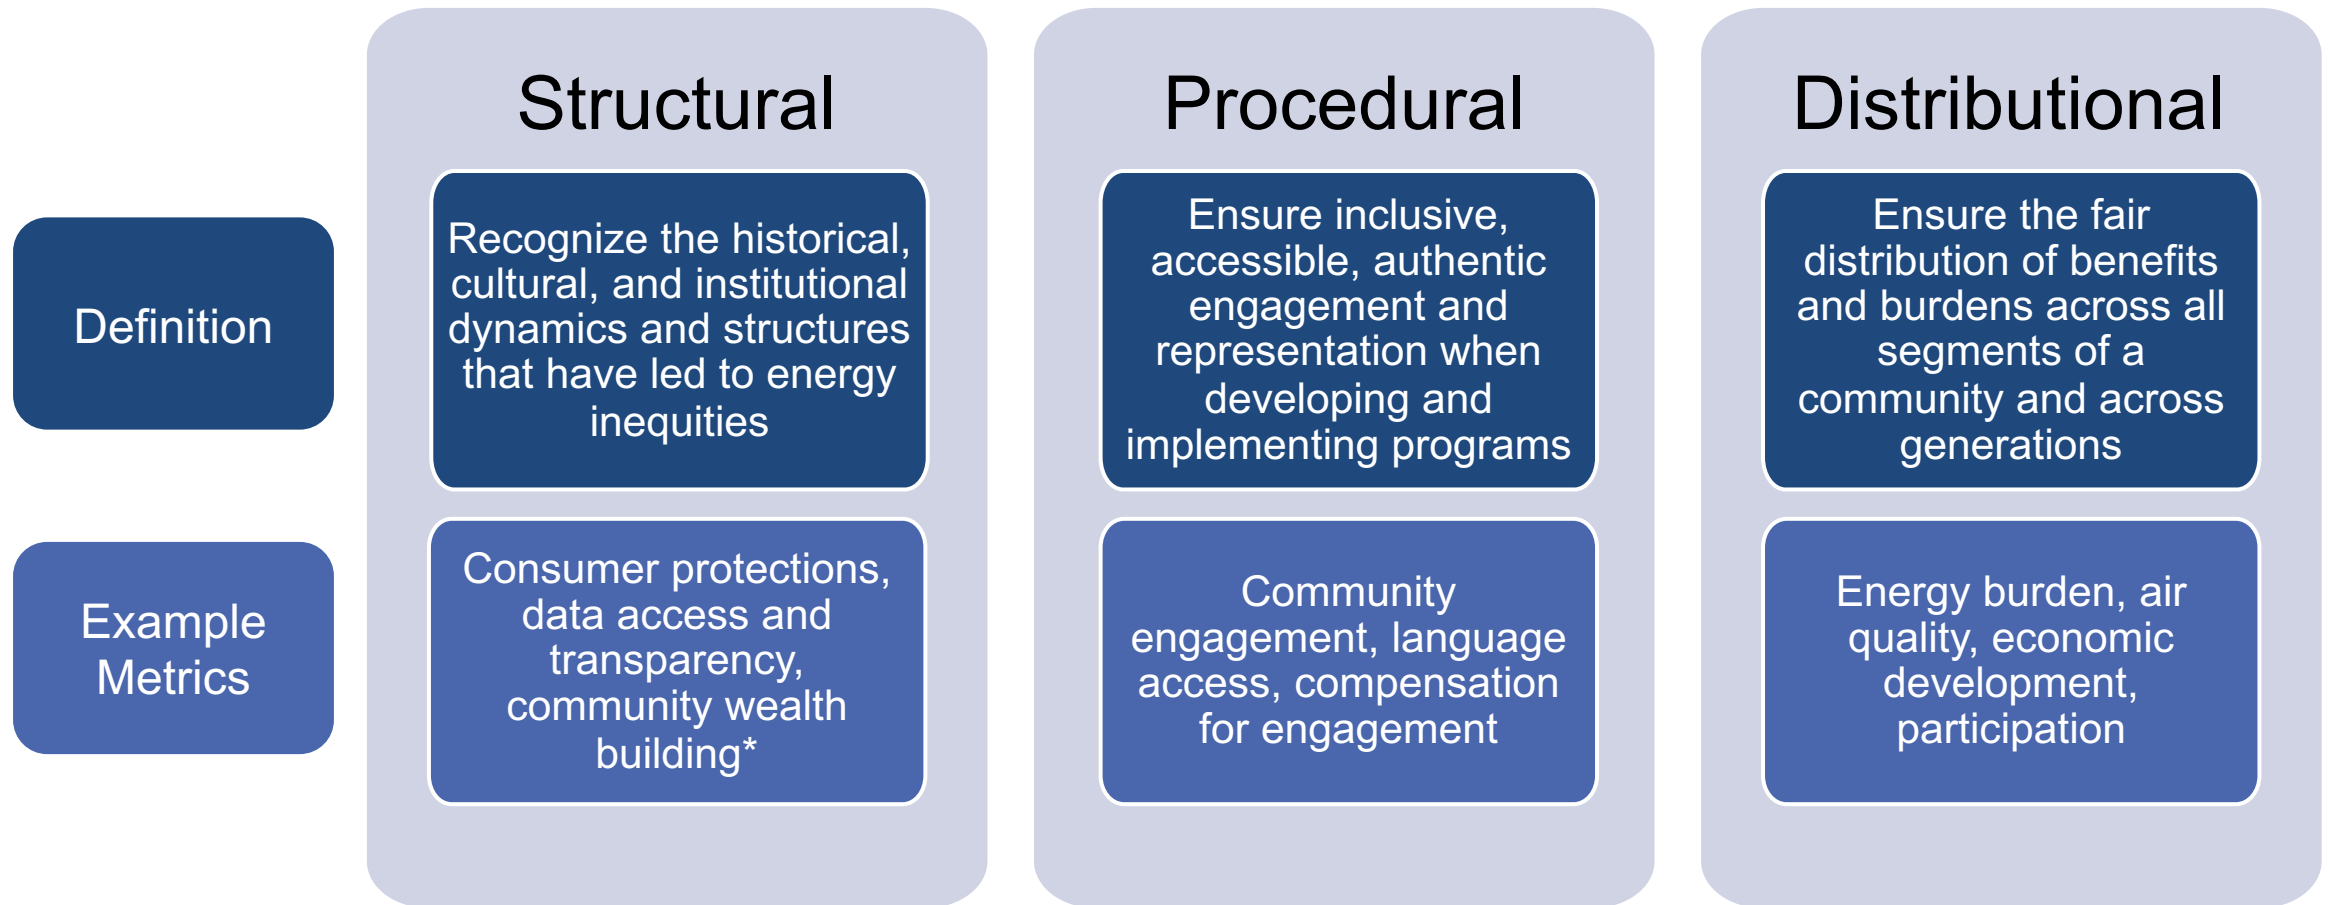 Structural
Procedural
Distributional
Definition
Recognize the historical,
cultural, and institutional
dynamics and structures
that have led to energy
inequities
Ensure inclusive,
accessible, authentic
engagement and
representation when
developing and
implementing programs
Ensure the fair
distribution of benefits
and burdens across all
segments of a
community and across
generations
Example
Metrics
Consumer protections,
data access and
transparency,
community wealth
building*
Community
engagement, language
access, compensation
for engagement
Energy burden, air
quality, economic
development,
participation